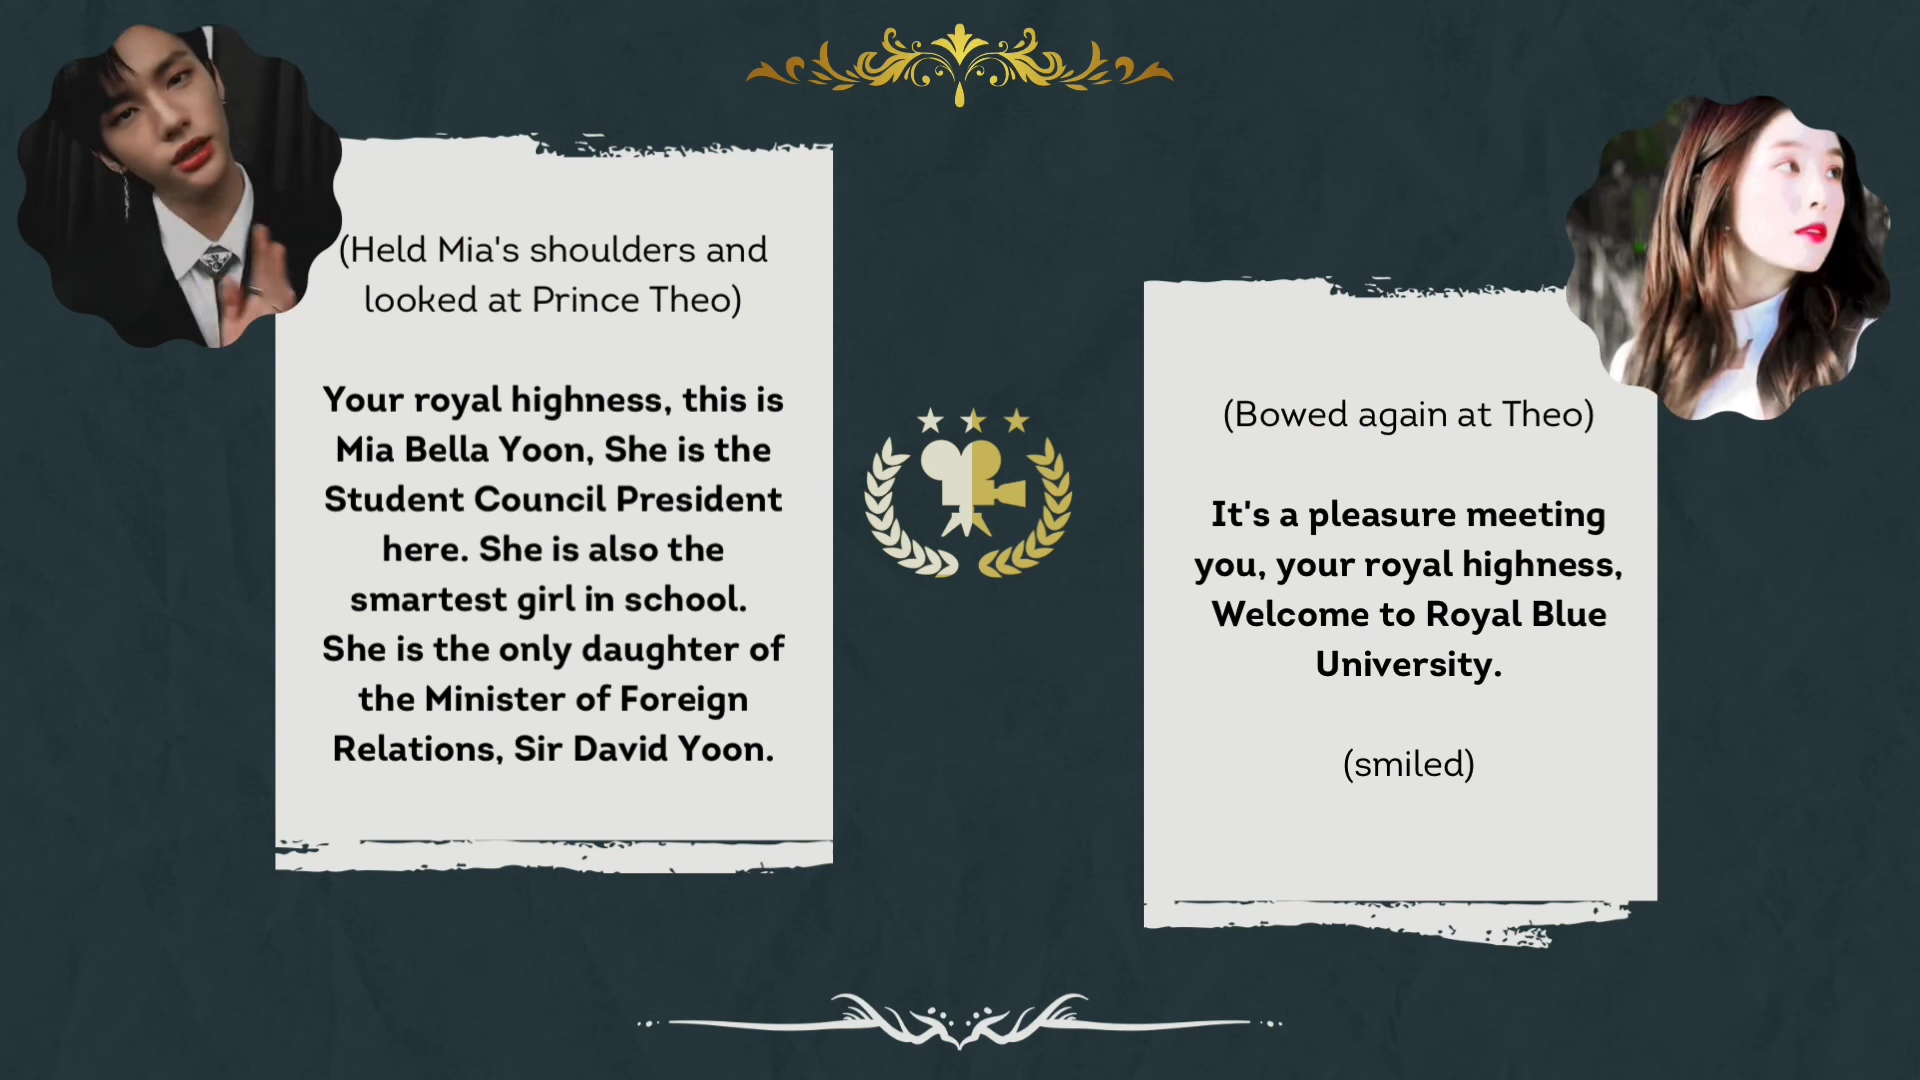 (Held Mia's shoulders and
looked at Prince Theo)
Your royal highness, this is
Mia Bella Yoon, She is the
Student Council President
here. She is also the
smartest girl in school.
She is the only daughter of
the Minister of Foreign
Relations, Sir David Yoon.
(Bowed again at Theo)
It's a pleasure meeting
you, your royal highness,
Welcome to Royal Blue
University.
(smiled)